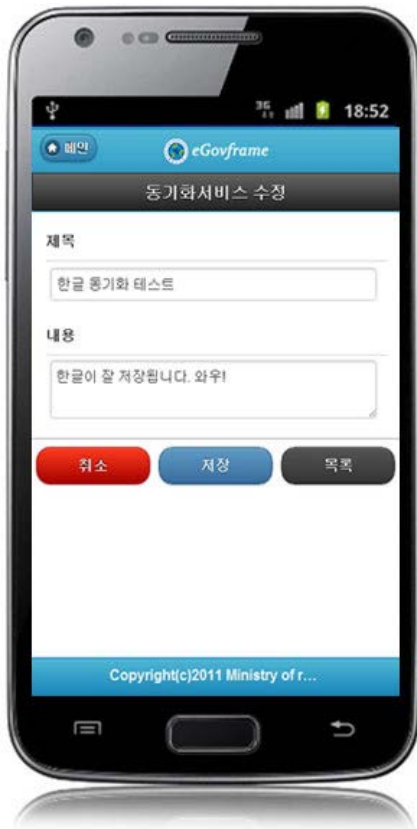 3G
18:52
메인
eGovframe
동기화서비스 수정
제목
한글 동기화 테스트
내용
한글이 잘 저장됩니다. 와우!
취소
저장
목록
Copyright(c)2011 Ministry of r...